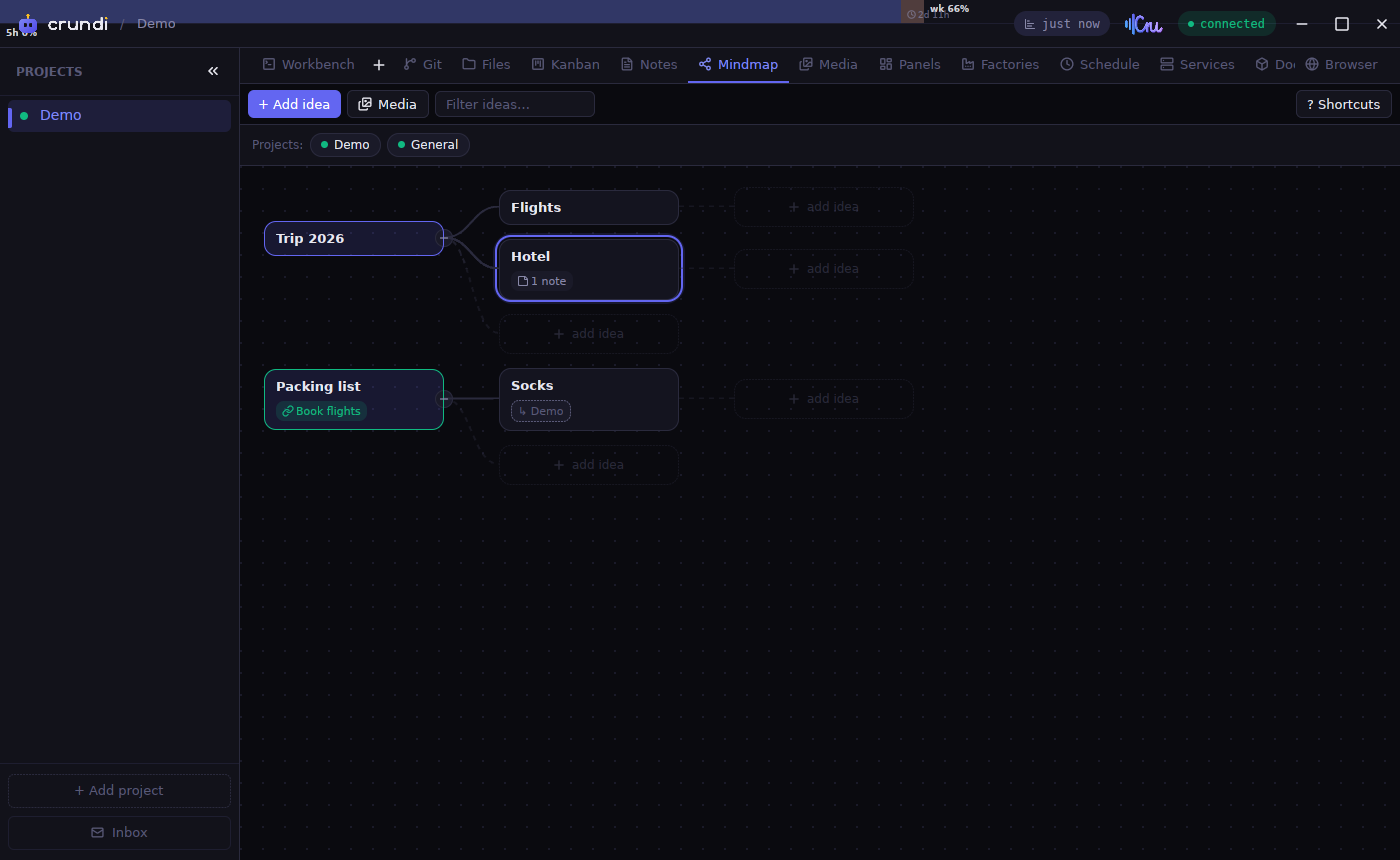 crundi / Demo
5h 0%
2d 11h
wk 66%
just now
Cru
connected
PROJECTS
Workbench
Git
Files
Kanban
Notes
Mindmap
Media
Panels
Factories
Schedule
Services
Doc
Browser
Demo
+ Add idea
Media
Filter ideas...
? Shortcuts
Projects:
Demo
General
Flights
+ add idea
Trip 2026
Hotel
1 note
+ add idea
+ add idea
Packing list
Book flights
Socks
↳ Demo
+ add idea
+ add idea
+ Add project
Inbox